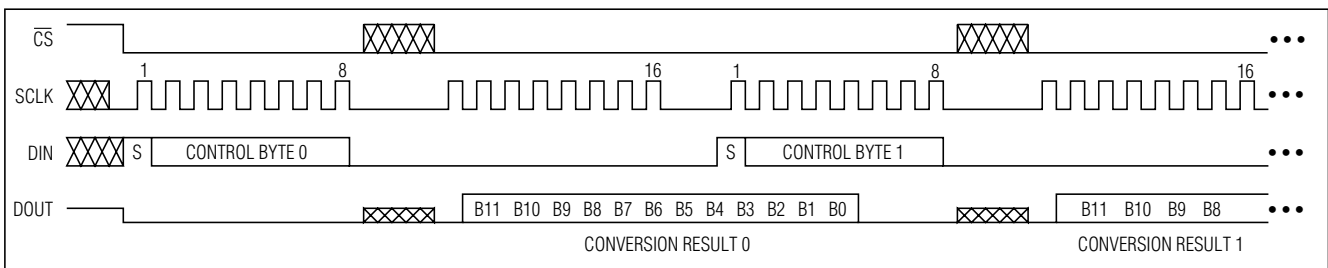 CS •••
1 8 16 1 8 16
SCLK •••
DIN S CONTROL BYTE 0 S CONTROL BYTE 1 •••
DOUT B11 B10 B9 B8 B7 B6 B5 B4 B3 B2 B1 B0 B11 B10 B9 B8 •••
CONVERSION RESULT 0 CONVERSION RESULT 1